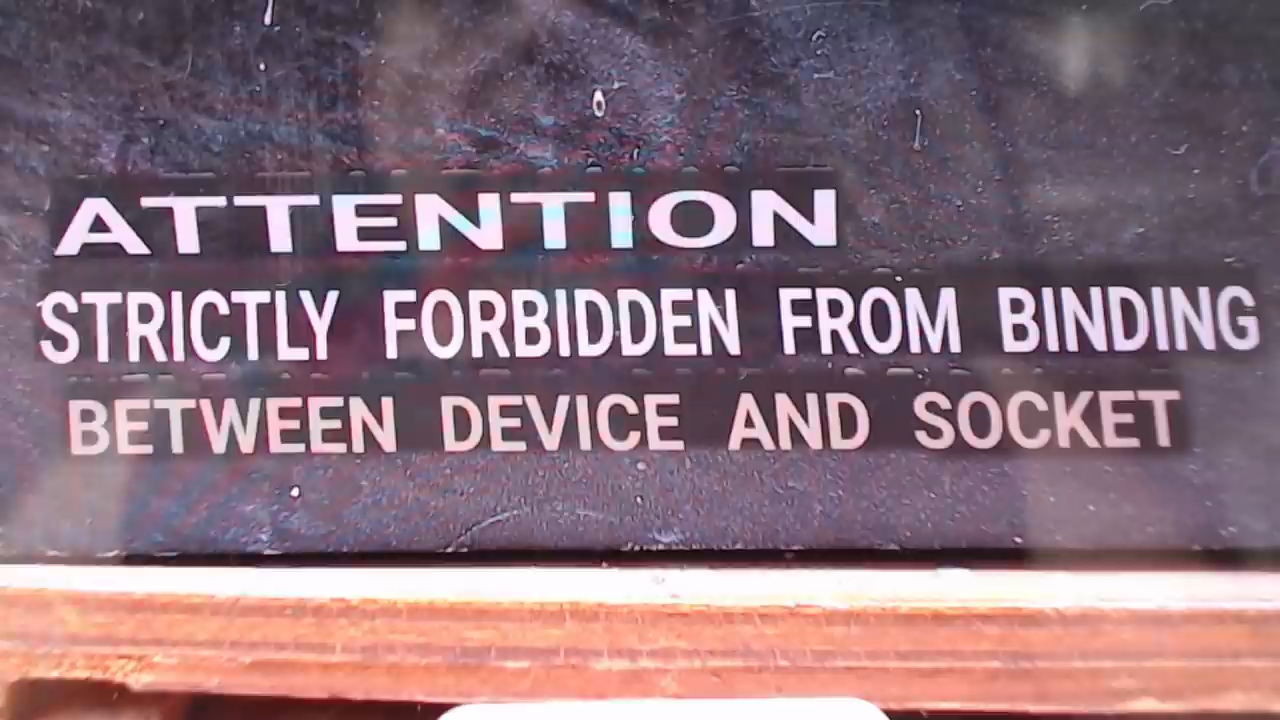 ATTENTION
STRICTLY FORBIDDEN FROM BINDING
BETWEEN DEVICE AND SOCKET